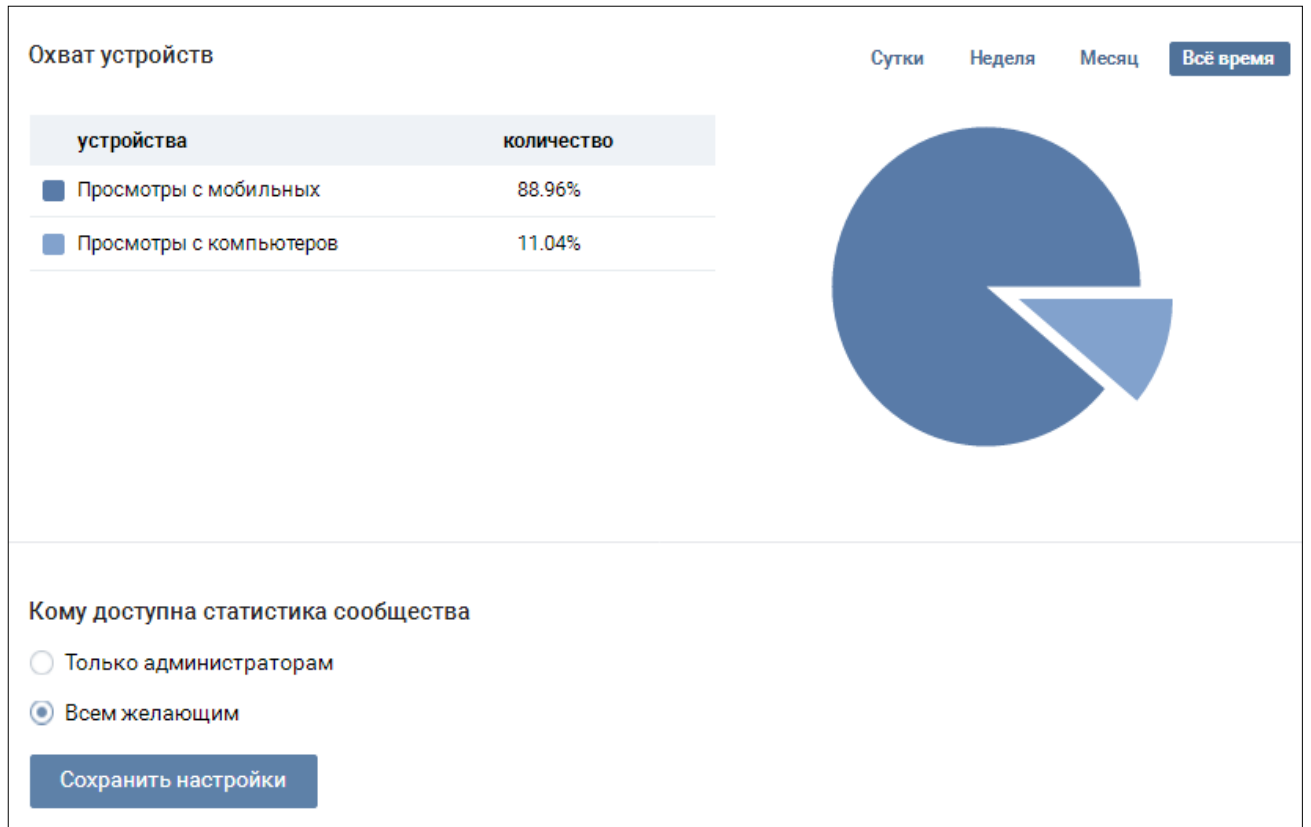 Охват устройств
Сутки Неделя Месяц Всё время
устройства количество
Просмотры с мобильных 88.96%
Просмотры с компьютеров 11.04%
Кому доступна статистика сообщества
Только администраторам
Всем желающим
Сохранить настройки